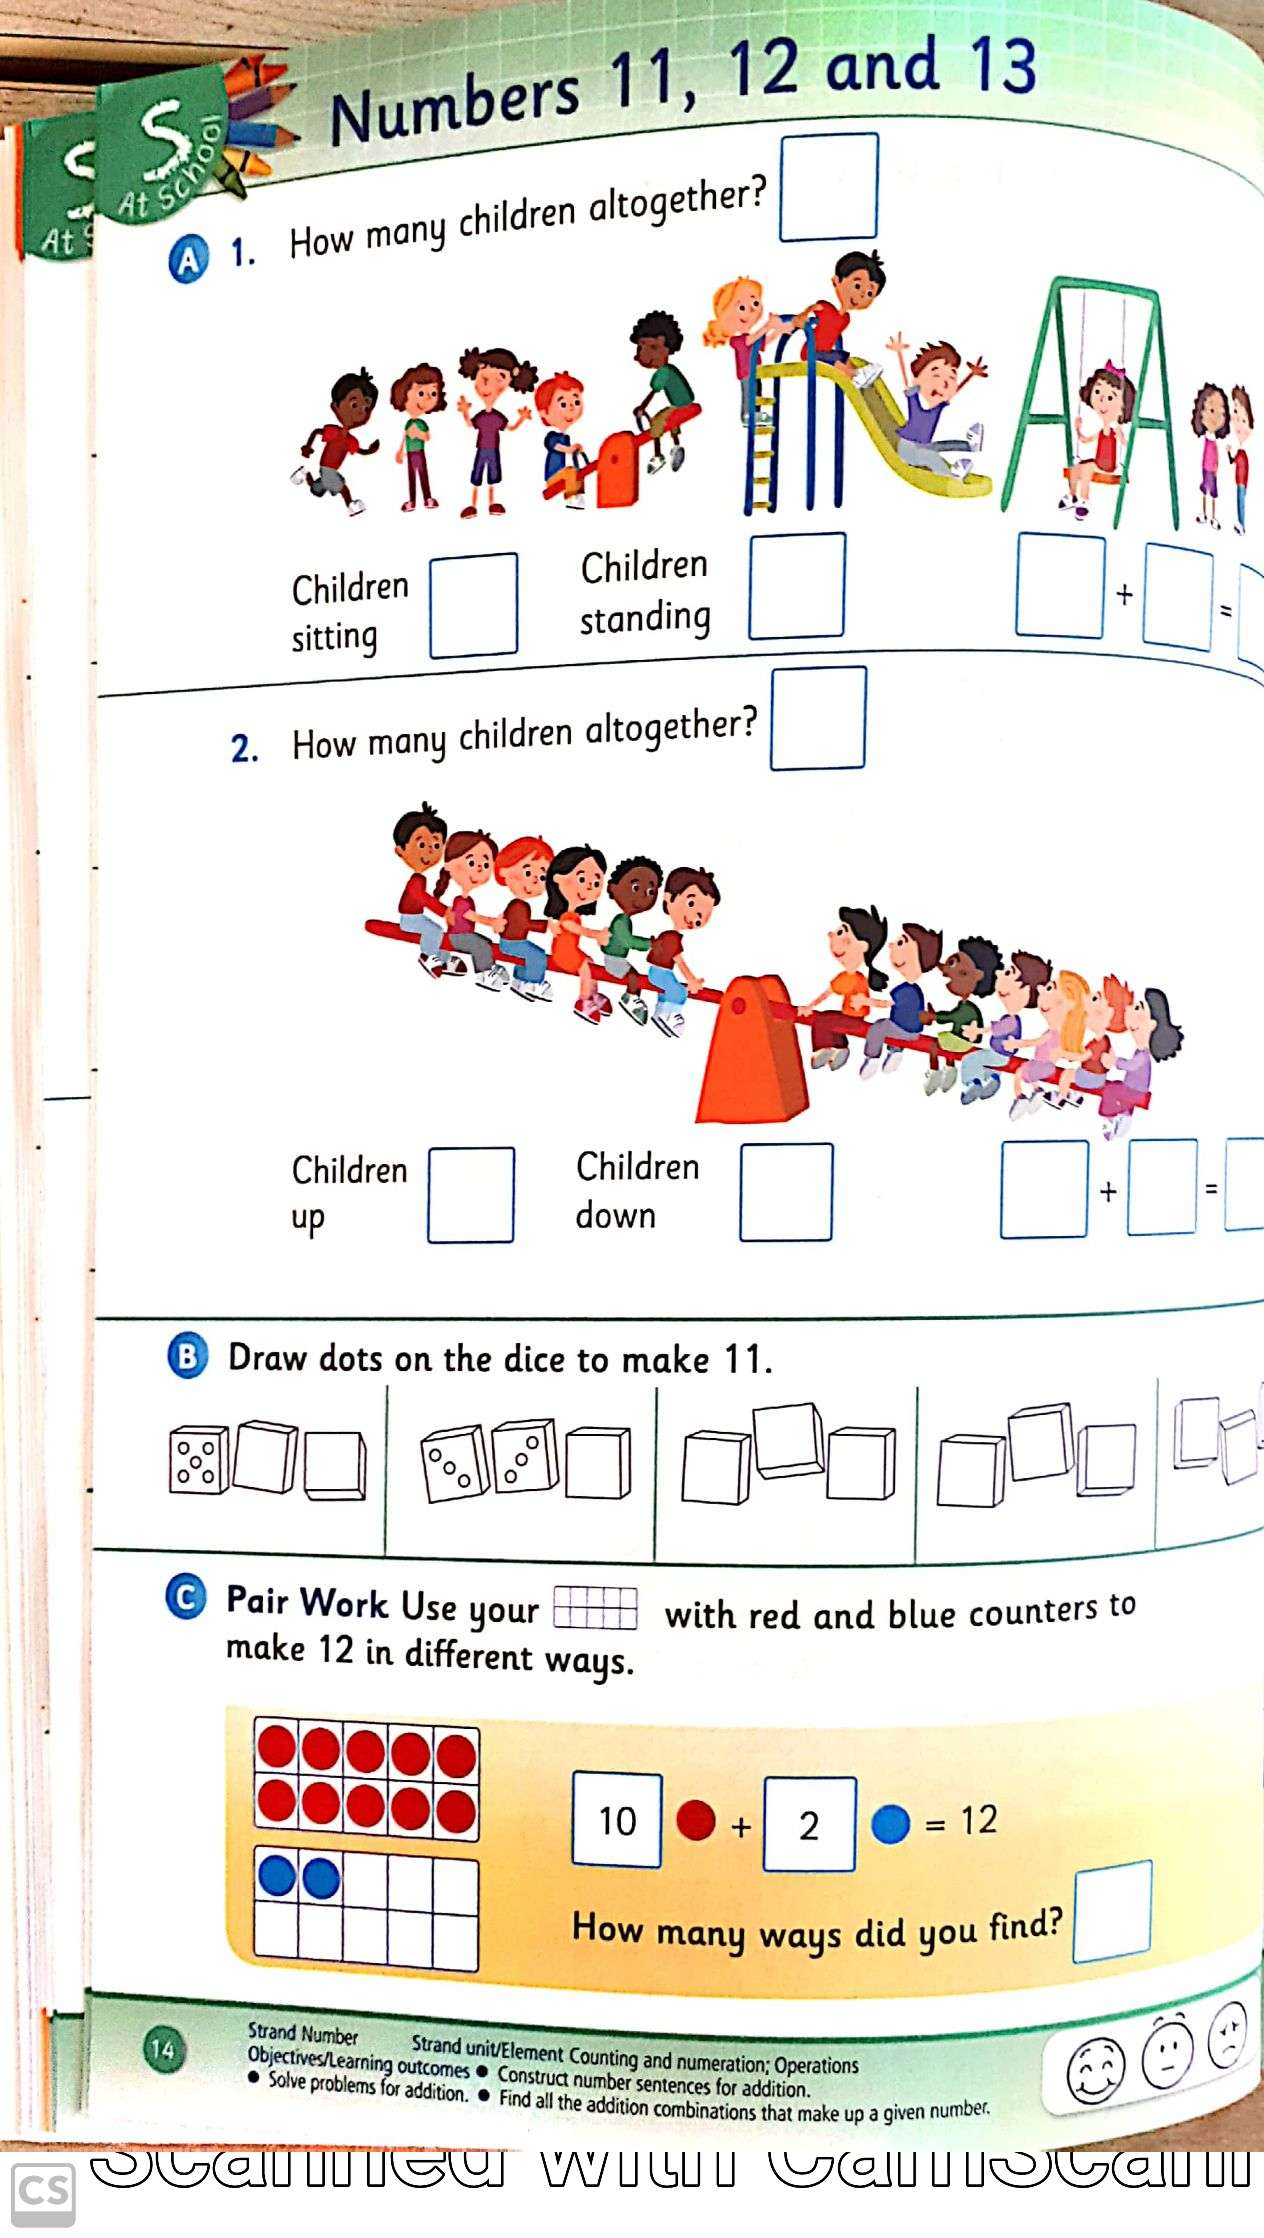 Numbers 11, 12 and 13
S
At School
At
A 1. How many children altogether?
Children sitting
Children standing
+ =
2. How many children altogether?
Children up
Children down
+ =
B Draw dots on the dice to make 11.
C Pair Work Use your with red and blue counters to
make 12 in different ways.
10 + 2 = 12
How many ways did you find?
14
Strand Number Strand unit/Element Counting and numeration; Operations
Objectives/Learning outcomes ● Construct number sentences for addition.
● Solve problems for addition. ● Find all the addition combinations that make up a given number.
CS Scanned with CamScann